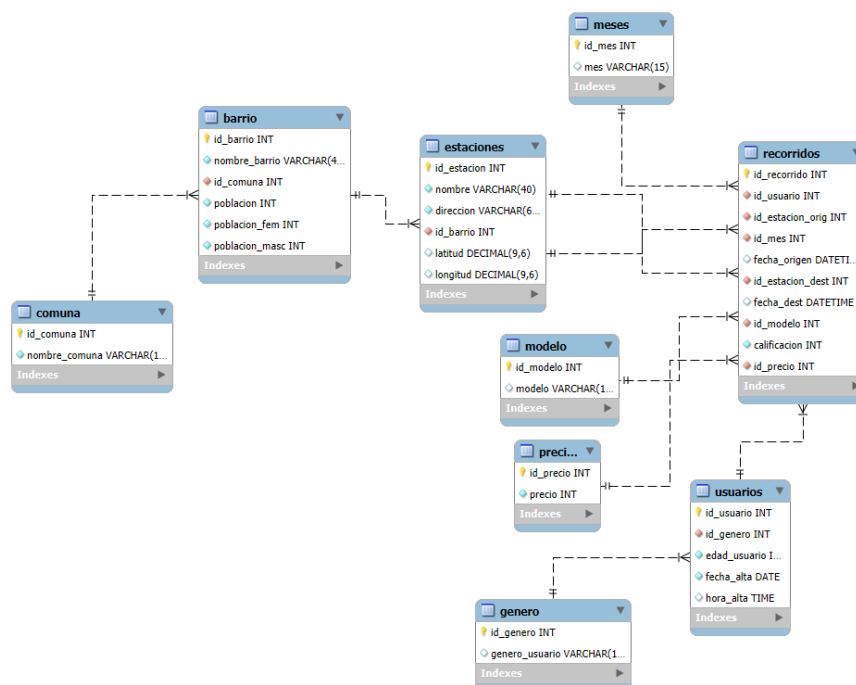 meses
id_mes INT
mes VARCHAR(15)
Indexes
barrio
id_barrio INT
nombre_barrio VARCHAR(4...
id_comuna INT
poblacion INT
poblacion_fem INT
poblacion_masc INT
Indexes
estaciones
id_estacion INT
nombre VARCHAR(40)
direccion VARCHAR(6...
id_barrio INT
latitud DECIMAL(9,6)
longitud DECIMAL(9,6)
Indexes
recorridos
id_recorrido INT
id_usuario INT
id_estacion_orig INT
id_mes INT
fecha_origen DATETI...
id_estacion_dest INT
fecha_dest DATETIME
id_modelo INT
calificacion INT
id_precio INT
Indexes
comuna
id_comuna INT
nombre_comuna VARCHAR(1...
Indexes
modelo
id_modelo INT
modelo VARCHAR(1...
Indexes
preci...
id_precio INT
precio INT
Indexes
usuarios
id_usuario INT
id_genero INT
edad_usuario I...
fecha_alta DATE
hora_alta TIME
Indexes
genero
id_genero INT
genero_usuario VARCHAR(1...
Indexes